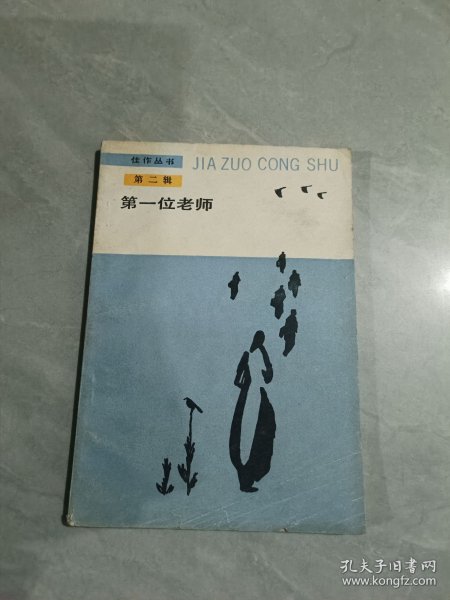 佳作丛书 JIA ZUO CONG SHU
第二辑
第一位老师
孔夫子旧书网
www.kongfz.com